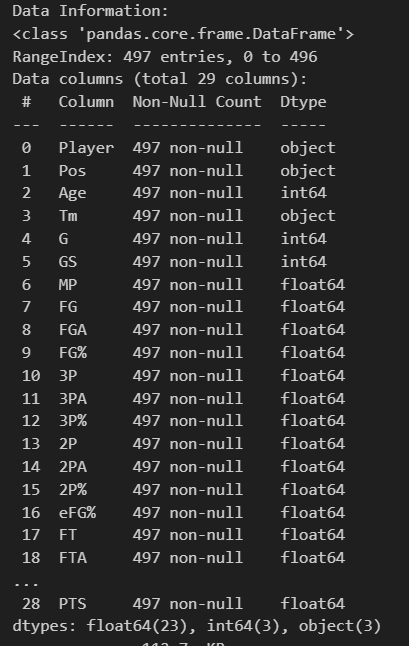 Data Information:
<class 'pandas.core.frame.DataFrame'>
RangeIndex: 497 entries, 0 to 496
Data columns (total 29 columns):
 #   Column  Non-Null Count  Dtype
---  ------  --------------  -----
 0   Player  497 non-null    object
 1   Pos     497 non-null    object
 2   Age     497 non-null    int64
 3   Tm      497 non-null    object
 4   G       497 non-null    int64
 5   GS      497 non-null    int64
 6   MP      497 non-null    float64
 7   FG      497 non-null    float64
 8   FGA     497 non-null    float64
 9   FG%     497 non-null    float64
 10  3P      497 non-null    float64
 11  3PA     497 non-null    float64
 12  3P%     497 non-null    float64
 13  2P      497 non-null    float64
 14  2PA     497 non-null    float64
 15  2P%     497 non-null    float64
 16  eFG%    497 non-null    float64
 17  FT      497 non-null    float64
 18  FTA     497 non-null    float64
...
 28  PTS     497 non-null    float64
dtypes: float64(23), int64(3), object(3)